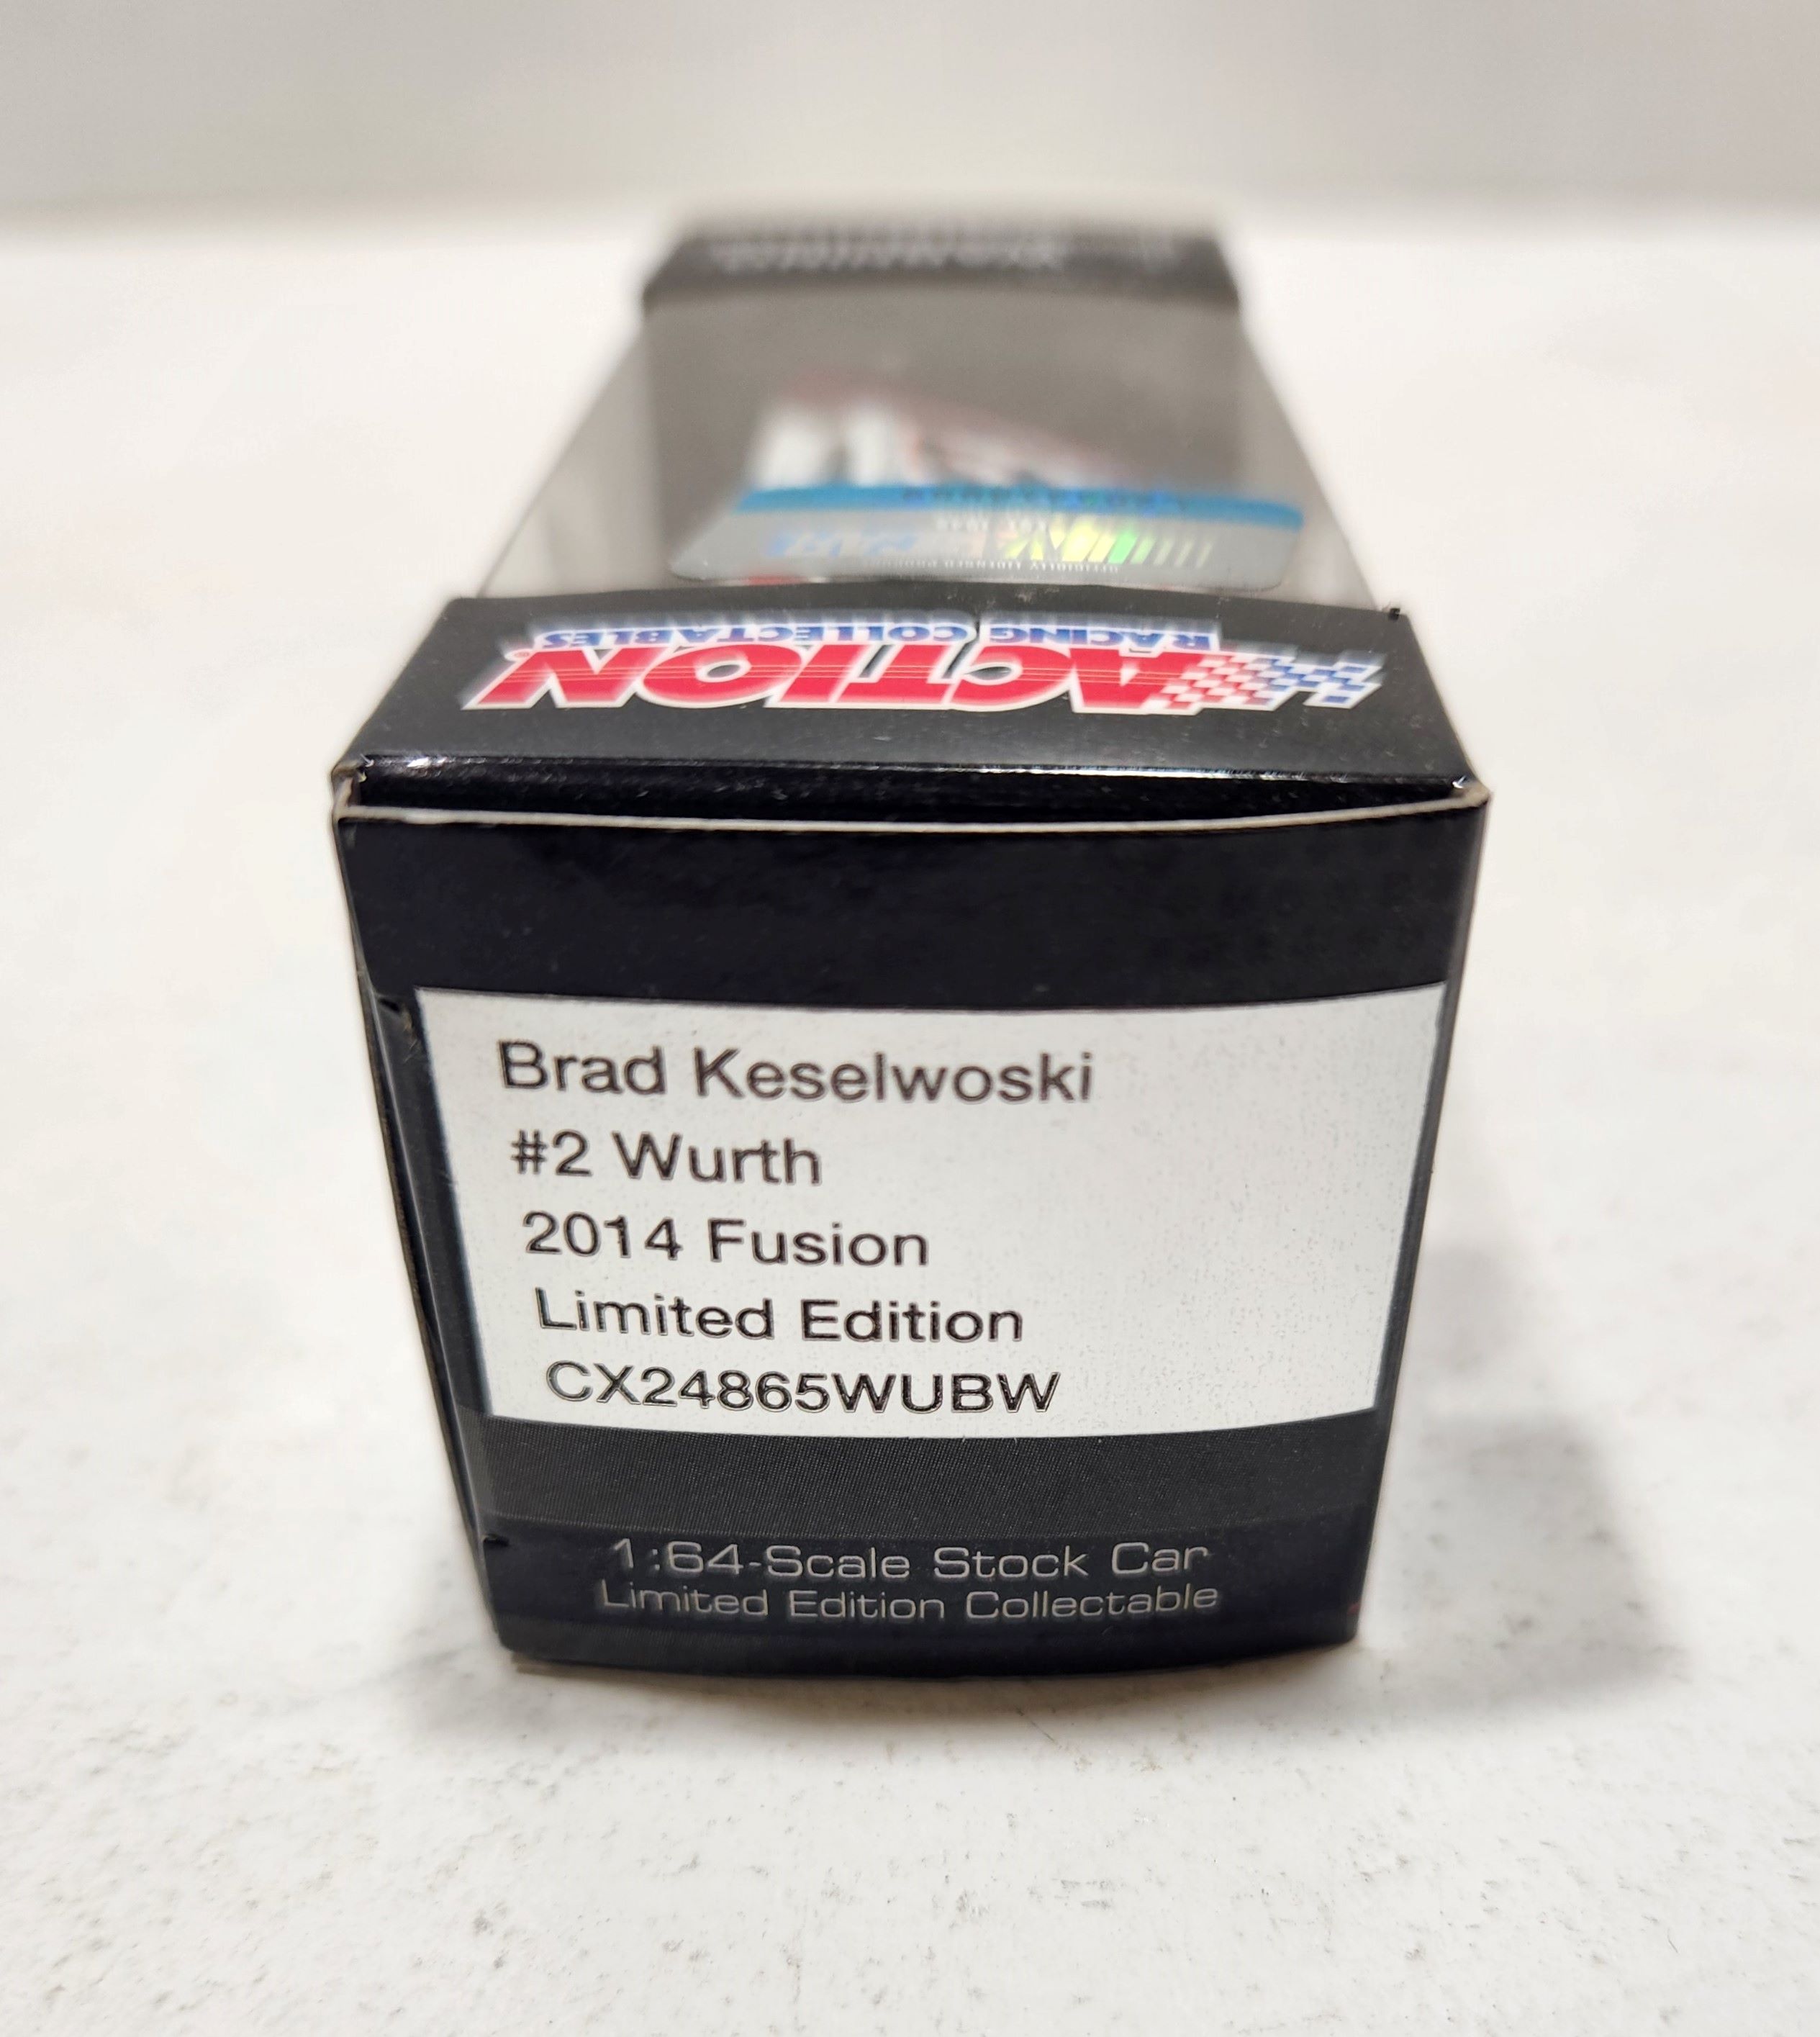 ACTION
RACING COLLECTABLES
Brad Keselwoski
#2 Wurth
2014 Fusion
Limited Edition
CX24865WUBW
1:64-Scale Stock Car
Limited Edition Collectable